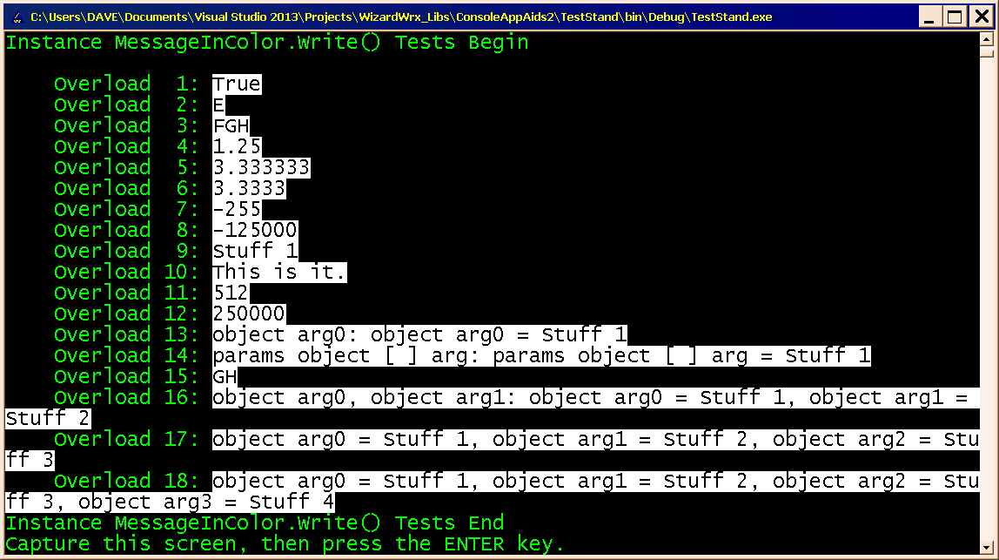 C:\Users\DAVE\Documents\Visual Studio 2013\Projects\WizardWrx_Libs\ConsoleAppAids2\TestStand\bin\Debug\TestStand.exe
Instance MessageInColor.Write() Tests Begin
Overload  1: True
Overload  2: E
Overload  3: FGH
Overload  4: 1.25
Overload  5: 3.333333
Overload  6: 3.3333
Overload  7: -255
Overload  8: -125000
Overload  9: Stuff 1
Overload 10: This is it.
Overload 11: 512
Overload 12: 250000
Overload 13: object arg0: object arg0 = Stuff 1
Overload 14: params object [ ] arg: params object [ ] arg = Stuff 1
Overload 15: GH
Overload 16: object arg0, object arg1: object arg0 = Stuff 1, object arg1 =
Stuff 2
Overload 17: object arg0 = Stuff 1, object arg1 = Stuff 2, object arg2 = Stu
ff 3
Overload 18: object arg0 = Stuff 1, object arg1 = Stuff 2, object arg2 = Stu
ff 3, object arg3 = Stuff 4
Instance MessageInColor.Write() Tests End
Capture this screen, then press the ENTER key.